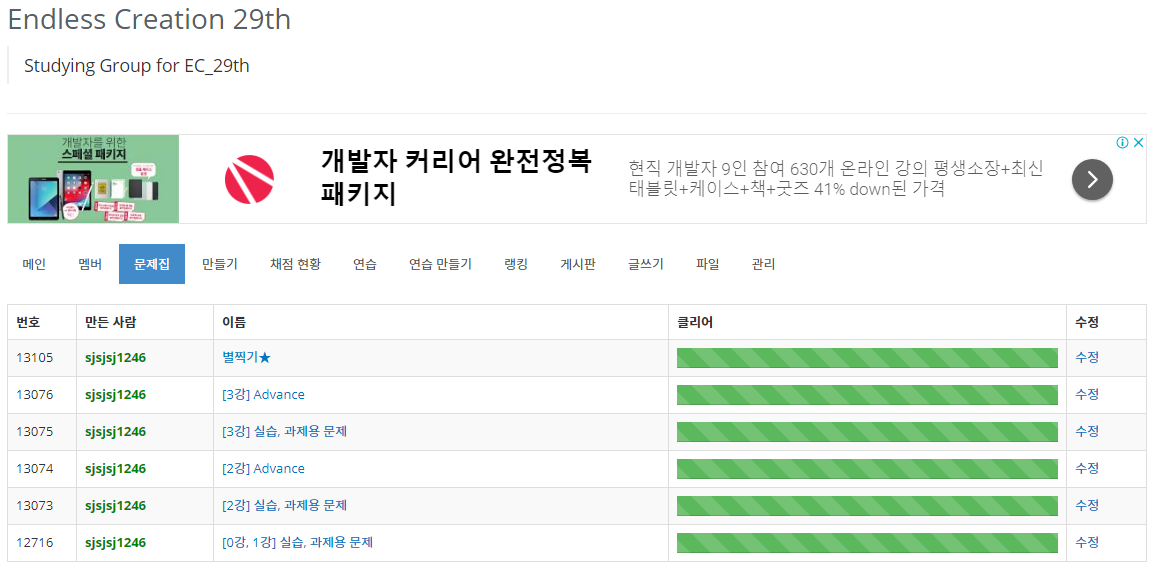 Endless Creation 29th
Studying Group for EC_29th
개발자를 위한
스페셜 패키지
개발자 커리어 완전정복
패키지
현직 개발자 9인 참여 630개 온라인 강의 평생소장+최신
태블릿+케이스+책+굿즈 41% down된 가격
메인 멤버 문제집 만들기 채점 현황 연습 연습 만들기 랭킹 게시판 글쓰기 파일 관리
번호 만든 사람 이름 클리어 수정
13105 sjsjsj1246 별찍기★ 수정
13076 sjsjsj1246 [3강] Advance 수정
13075 sjsjsj1246 [3강] 실습, 과제용 문제 수정
13074 sjsjsj1246 [2강] Advance 수정
13073 sjsjsj1246 [2강] 실습, 과제용 문제 수정
12716 sjsjsj1246 [0강, 1강] 실습, 과제용 문제 수정